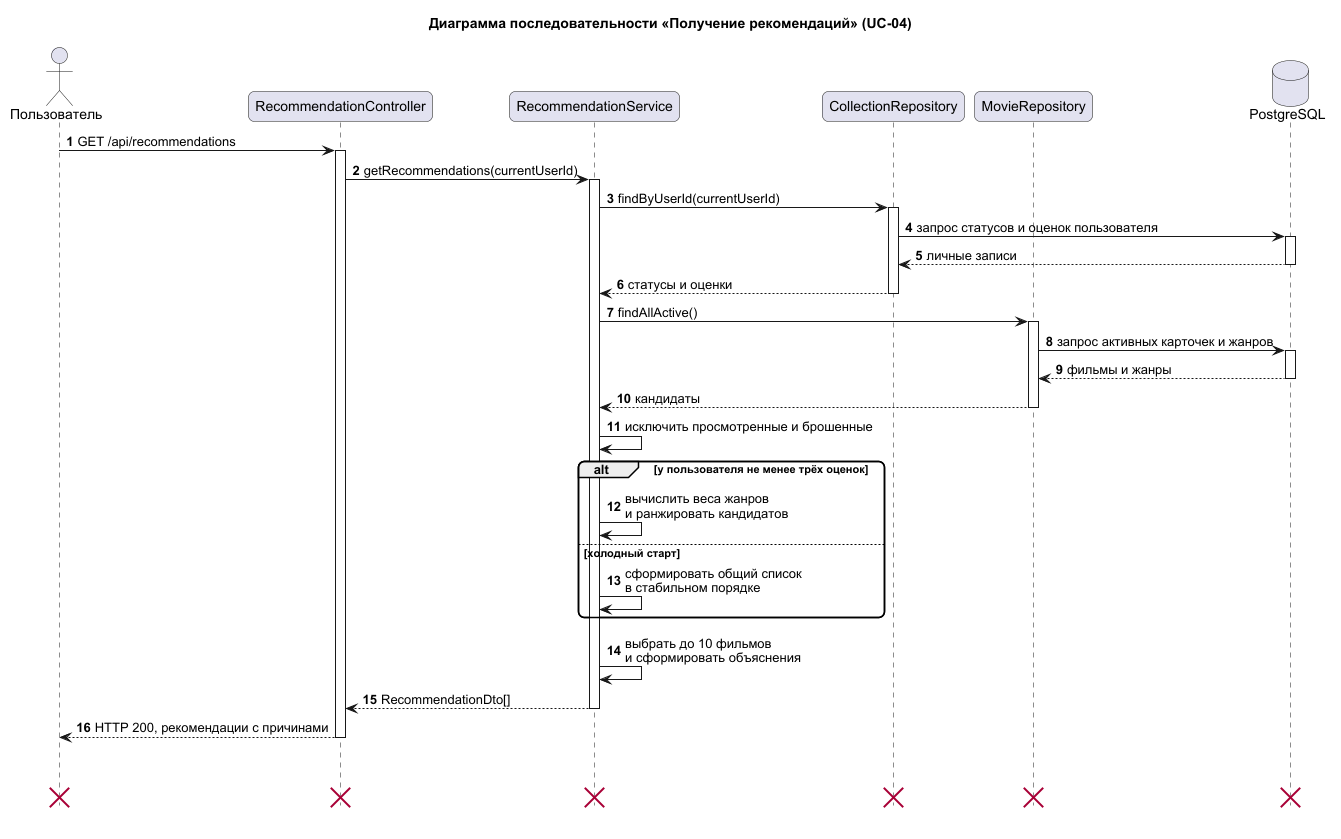 Диаграмма последовательности «Получение рекомендаций» (UC-04)
Пользователь
RecommendationController
RecommendationService
CollectionRepository
MovieRepository
PostgreSQL
1 GET /api/recommendations
2 getRecommendations(currentUserId)
3 findByUserId(currentUserId)
4 запрос статусов и оценок пользователя
5 личные записи
6 статусы и оценки
7 findAllActive()
8 запрос активных карточек и жанров
9 фильмы и жанры
10 кандидаты
11 исключить просмотренные и брошенные
alt [у пользователя не менее трёх оценок]
12 вычислить веса жанров
и ранжировать кандидатов
[холодный старт]
13 сформировать общий список
в стабильном порядке
14 выбрать до 10 фильмов
и сформировать объяснения
15 RecommendationDto[]
16 HTTP 200, рекомендации с причинами